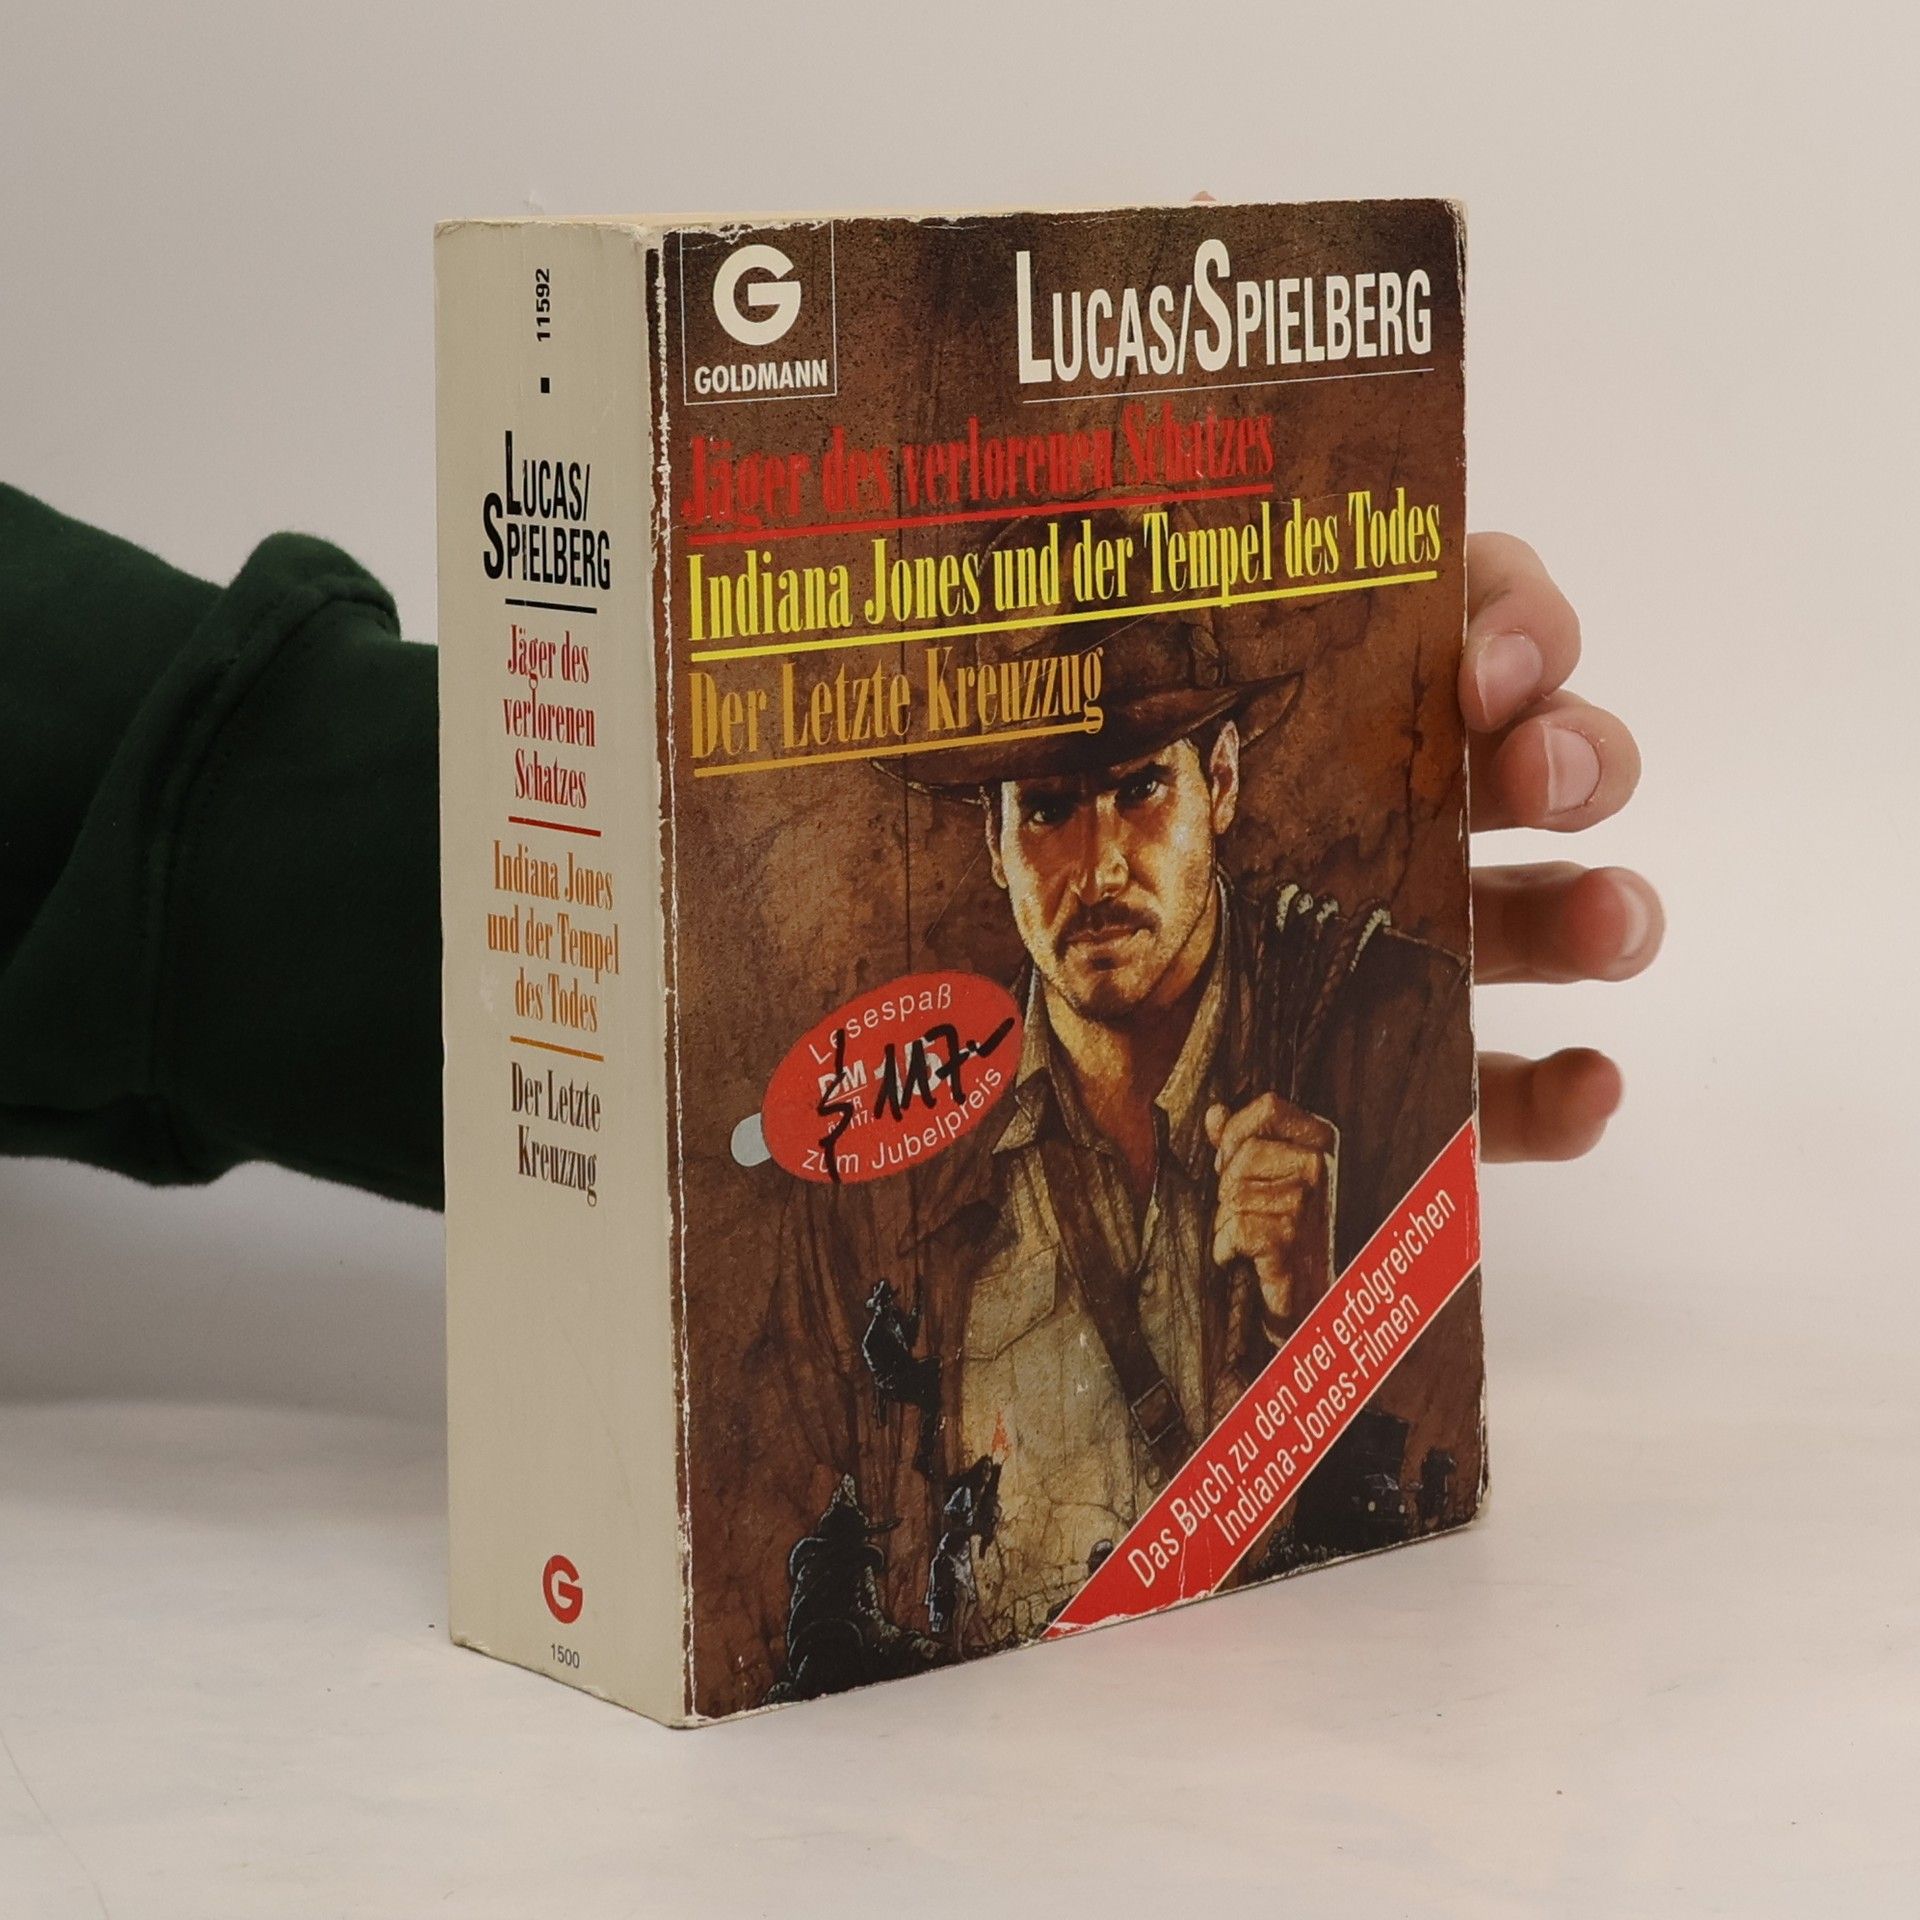 11592
LUCAS/
SPIELBERG
Jäger des
verlorenen
Schatzes
Indiana Jones
und der Tempel
des Todes
Der Letzte
Kreuzzug
G
1500
G
GOLDMANN
LUCAS/SPIELBERG
Jäger des verlorenen Schatzes
Indiana Jones und der Tempel des Todes
Der Letzte Kreuzzug
Lesespaß
DM
117.-
zum Jubelpreis
Das Buch zu den drei erfolgreichen
Indiana-Jones-Filmen